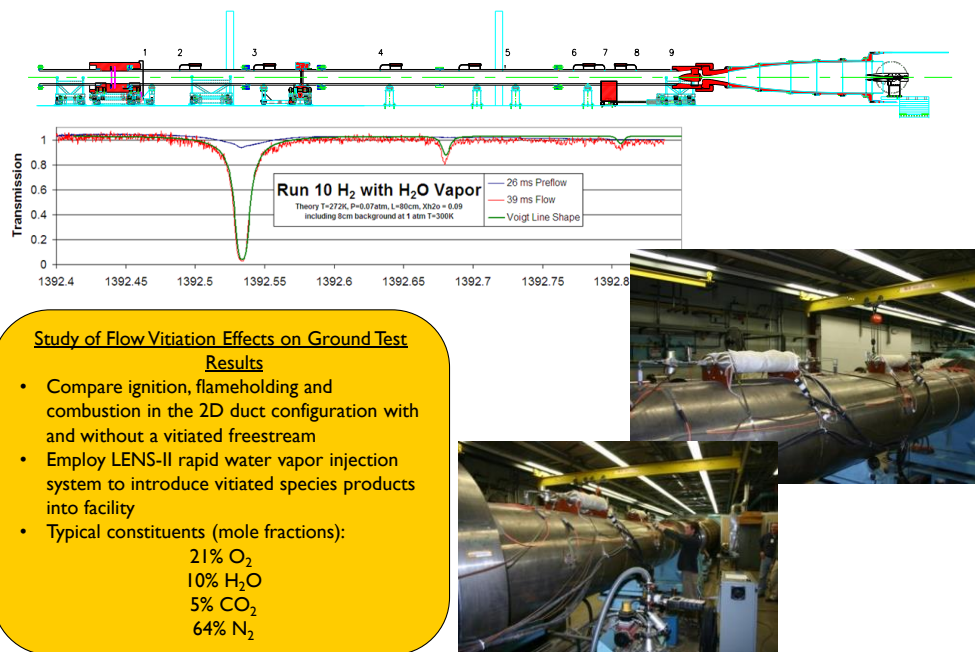 1
2
3
4
5
6
7
8
9
Transmission
1
0.8
0.6
0.4
0.2
0
Run 10 H₂ with H₂O Vapor
Theory T=272K, P=0.07atm, L=80cm, Xh2o = 0.09
including 8cm background at 1 atm T=300K
26 ms Preflow
39 ms Flow
Voigt Line Shape
1392.4 1392.45 1392.5 1392.55 1392.6 1392.65 1392.7 1392.75 1392.8
Study of Flow Vitiation Effects on Ground Test
Results
• Compare ignition, flameholding and
combustion in the 2D duct configuration with
and without a vitiated freestream
• Employ LENS-II rapid water vapor injection
system to introduce vitiated species products
into facility
• Typical constituents (mole fractions):
21% O₂
10% H₂O
5% CO₂
64% N₂